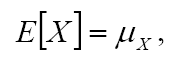 E[X] = μ_X,